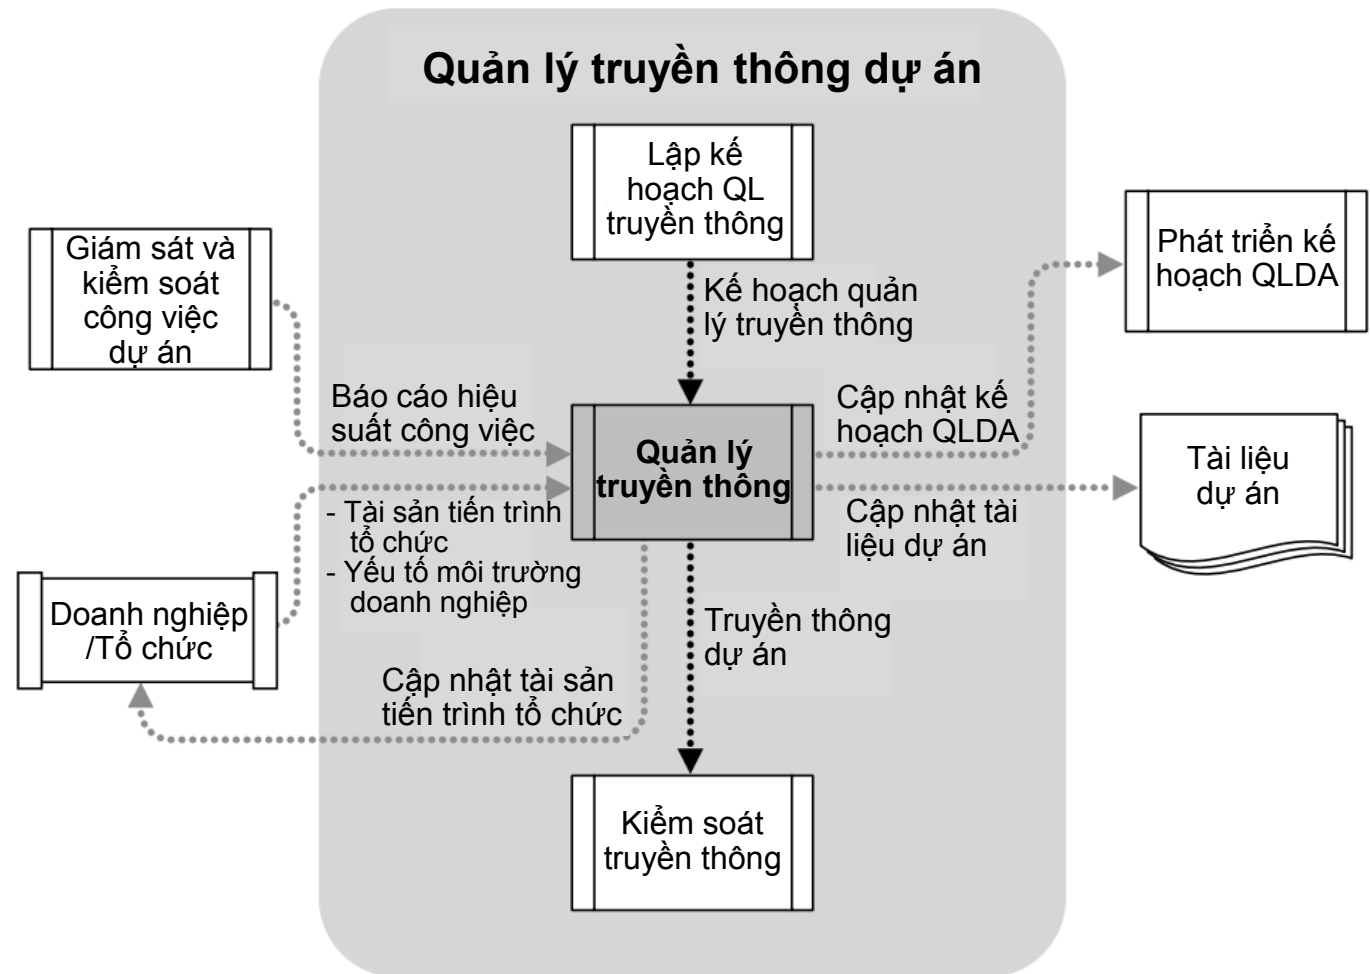 Quản lý truyền thông dự án
Lập kế
hoạch QL
truyền thông
Giám sát và
kiểm soát
công việc
dự án
Phát triển kế
hoạch QLDA
Kế hoạch quản
lý truyền thông
Báo cáo hiệu
suất công việc
Cập nhật kế
hoạch QLDA
Quản lý
truyền thông
Tài liệu
dự án
- Tài sản tiến trình
tổ chức
- Yếu tố môi trường
doanh nghiệp
Cập nhật tài
liệu dự án
Doanh nghiệp
/Tổ chức
Truyền thông
dự án
Cập nhật tài sản
tiến trình tổ chức
Kiểm soát
truyền thông